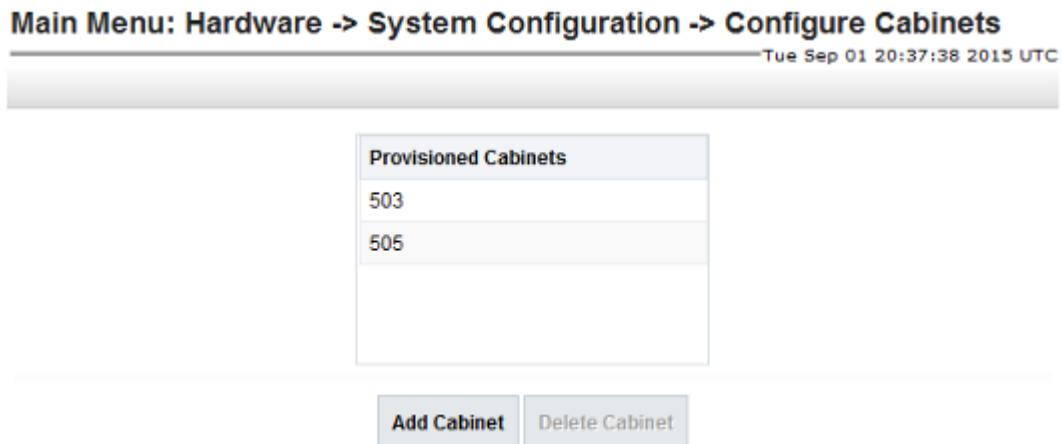 Main Menu: Hardware -> System Configuration -> Configure Cabinets
Tue Sep 01 20:37:38 2015 UTC
Provisioned Cabinets
503
505
Add Cabinet Delete Cabinet